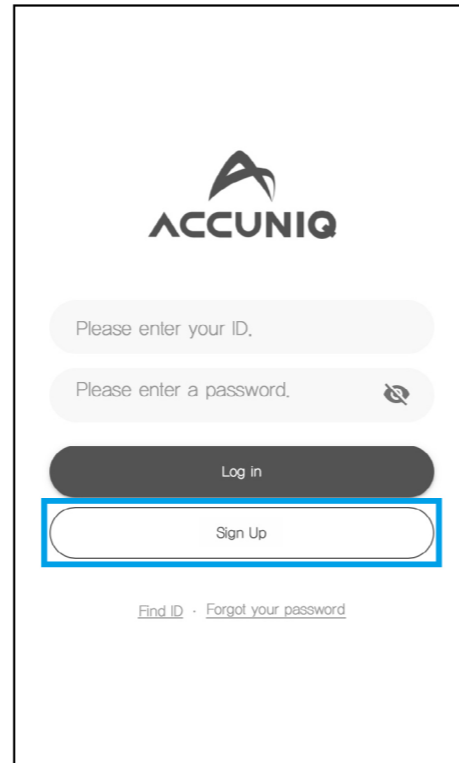 ACCUNIQ
Please enter your ID.
Please enter a password.
Log in
Sign Up
Find ID · Forgot your password